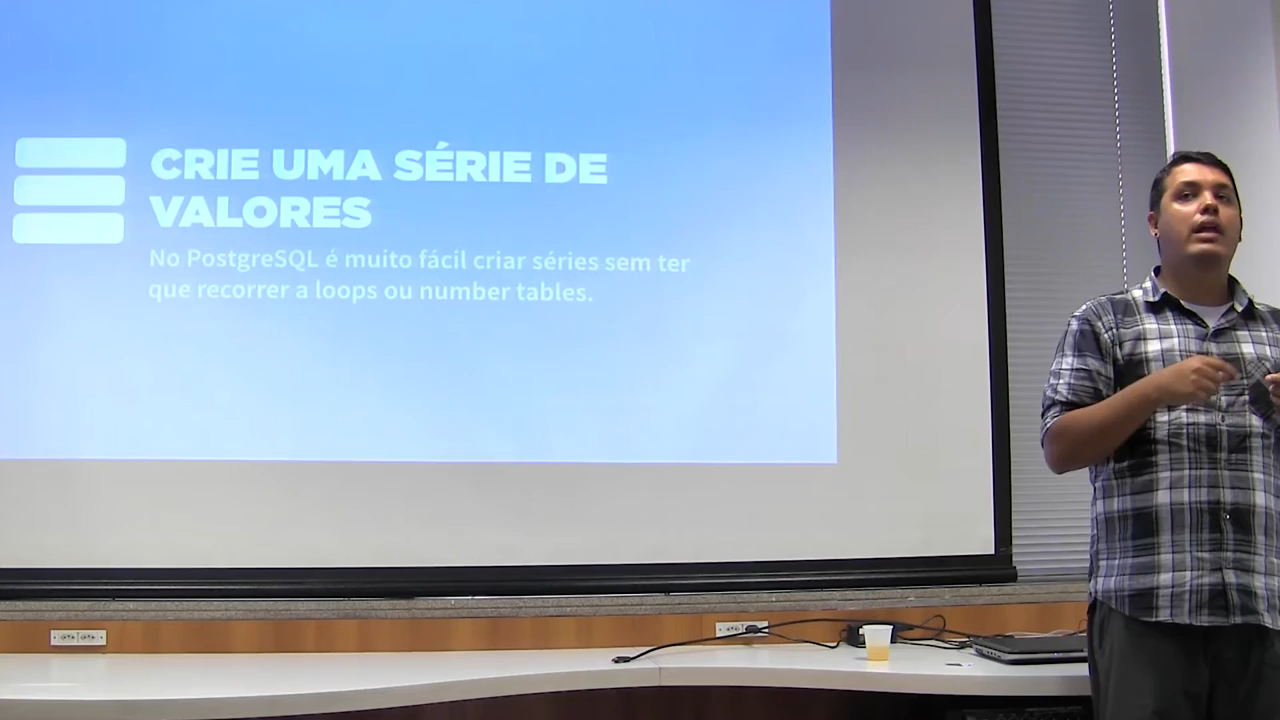 CRIE UMA SÉRIE DE
VALORES
No PostgreSQL é muito fácil criar séries sem ter
que recorrer a loops ou number tables.